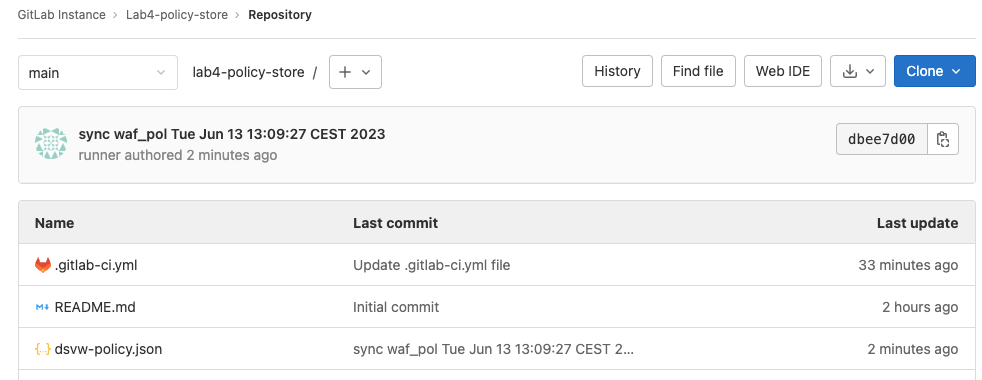 GitLab Instance > Lab4-policy-store > Repository
main lab4-policy-store / + History Find file Web IDE Clone
sync waf_pol Tue Jun 13 13:09:27 CEST 2023
runner authored 2 minutes ago
dbee7d00
Name Last commit Last update
.gitlab-ci.yml Update .gitlab-ci.yml file 33 minutes ago
M↓ README.md Initial commit 2 hours ago
{..} dsvw-policy.json sync waf_pol Tue Jun 13 13:09:27 CEST 2... 2 minutes ago